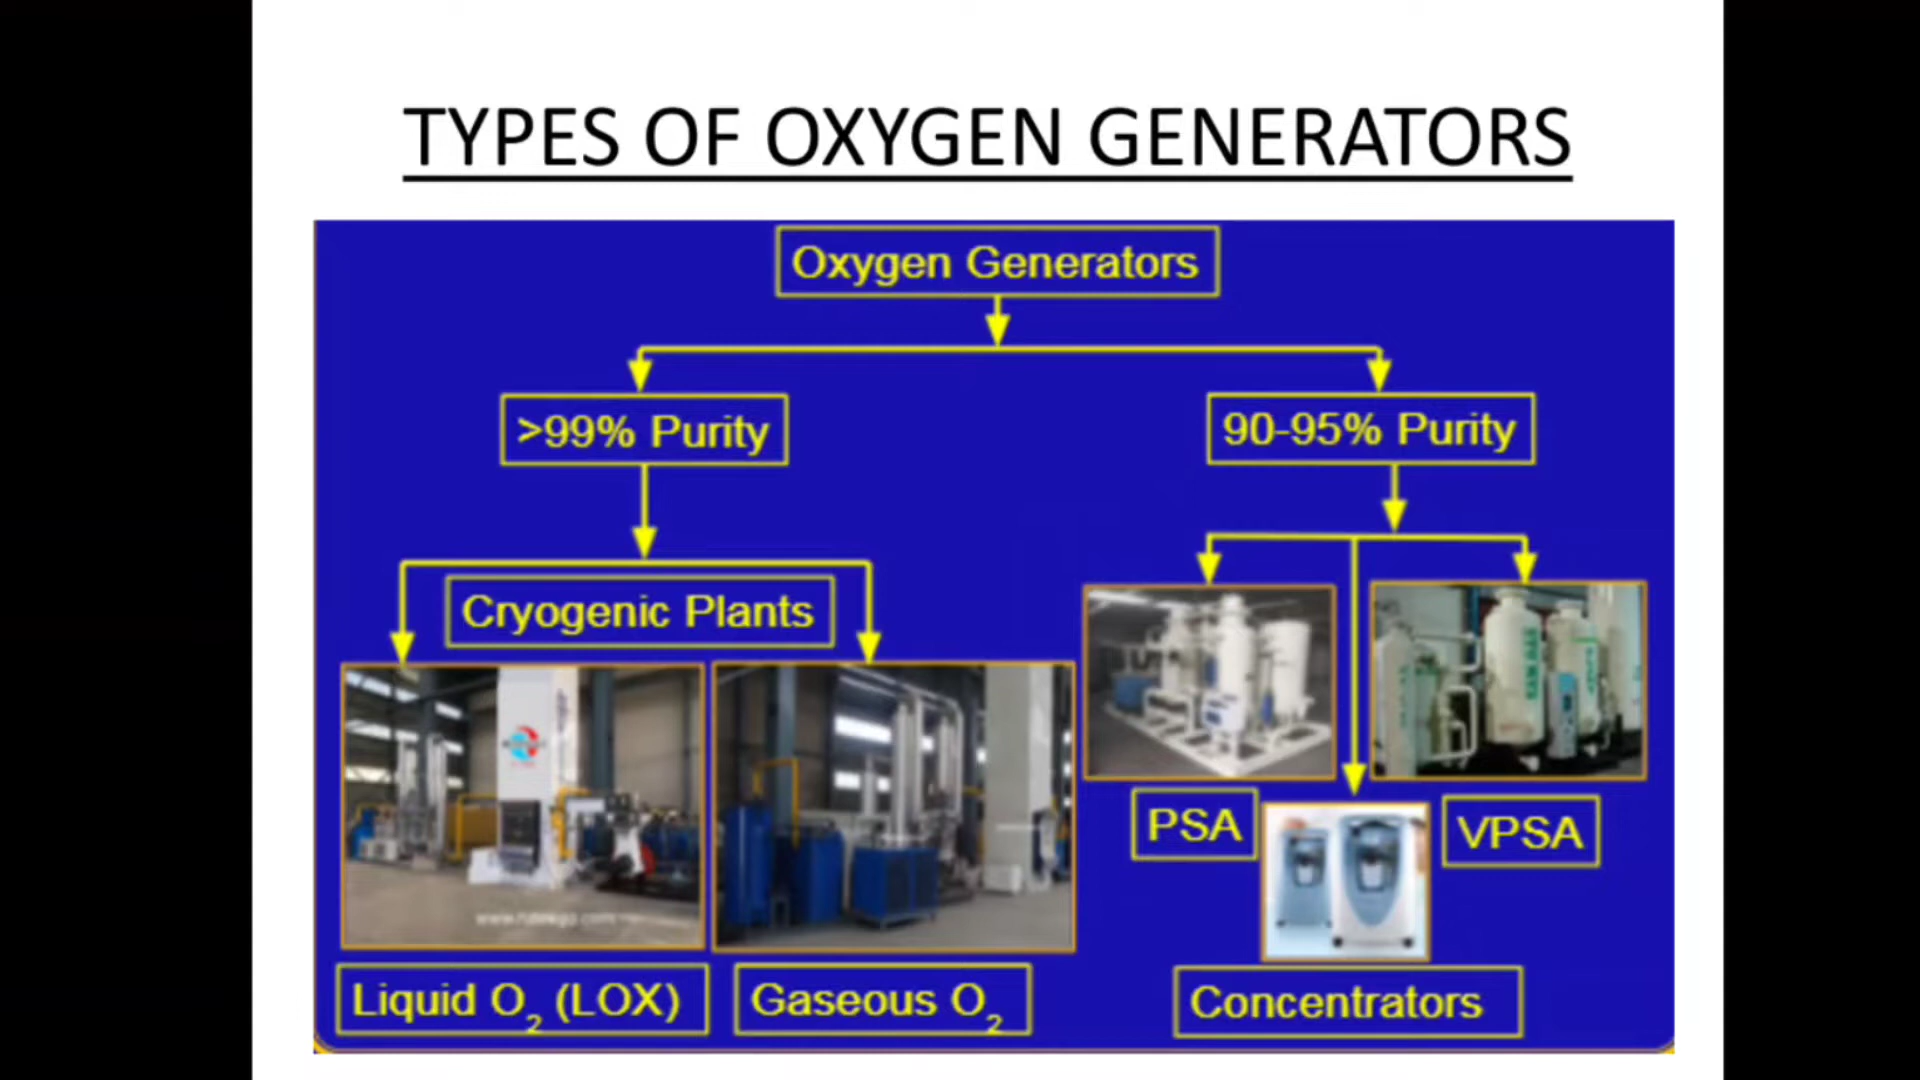 TYPES OF OXYGEN GENERATORS
Oxygen Generators
>99% Purity
90-95% Purity
Cryogenic Plants
PSA
VPSA
Liquid O₂ (LOX)
Gaseous O₂
Concentrators